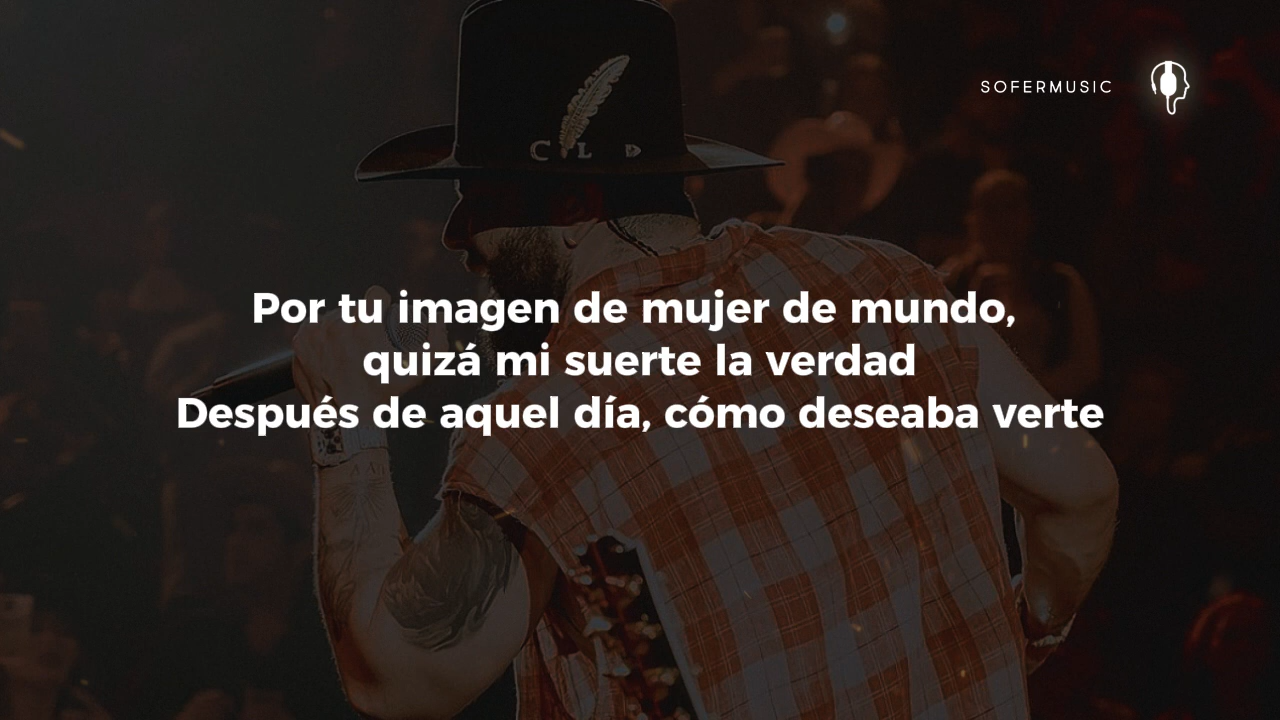 SOFERMUSIC
C L D
Por tu imagen de mujer de mundo,
quizá mi suerte la verdad
Después de aquel día, cómo deseaba verte